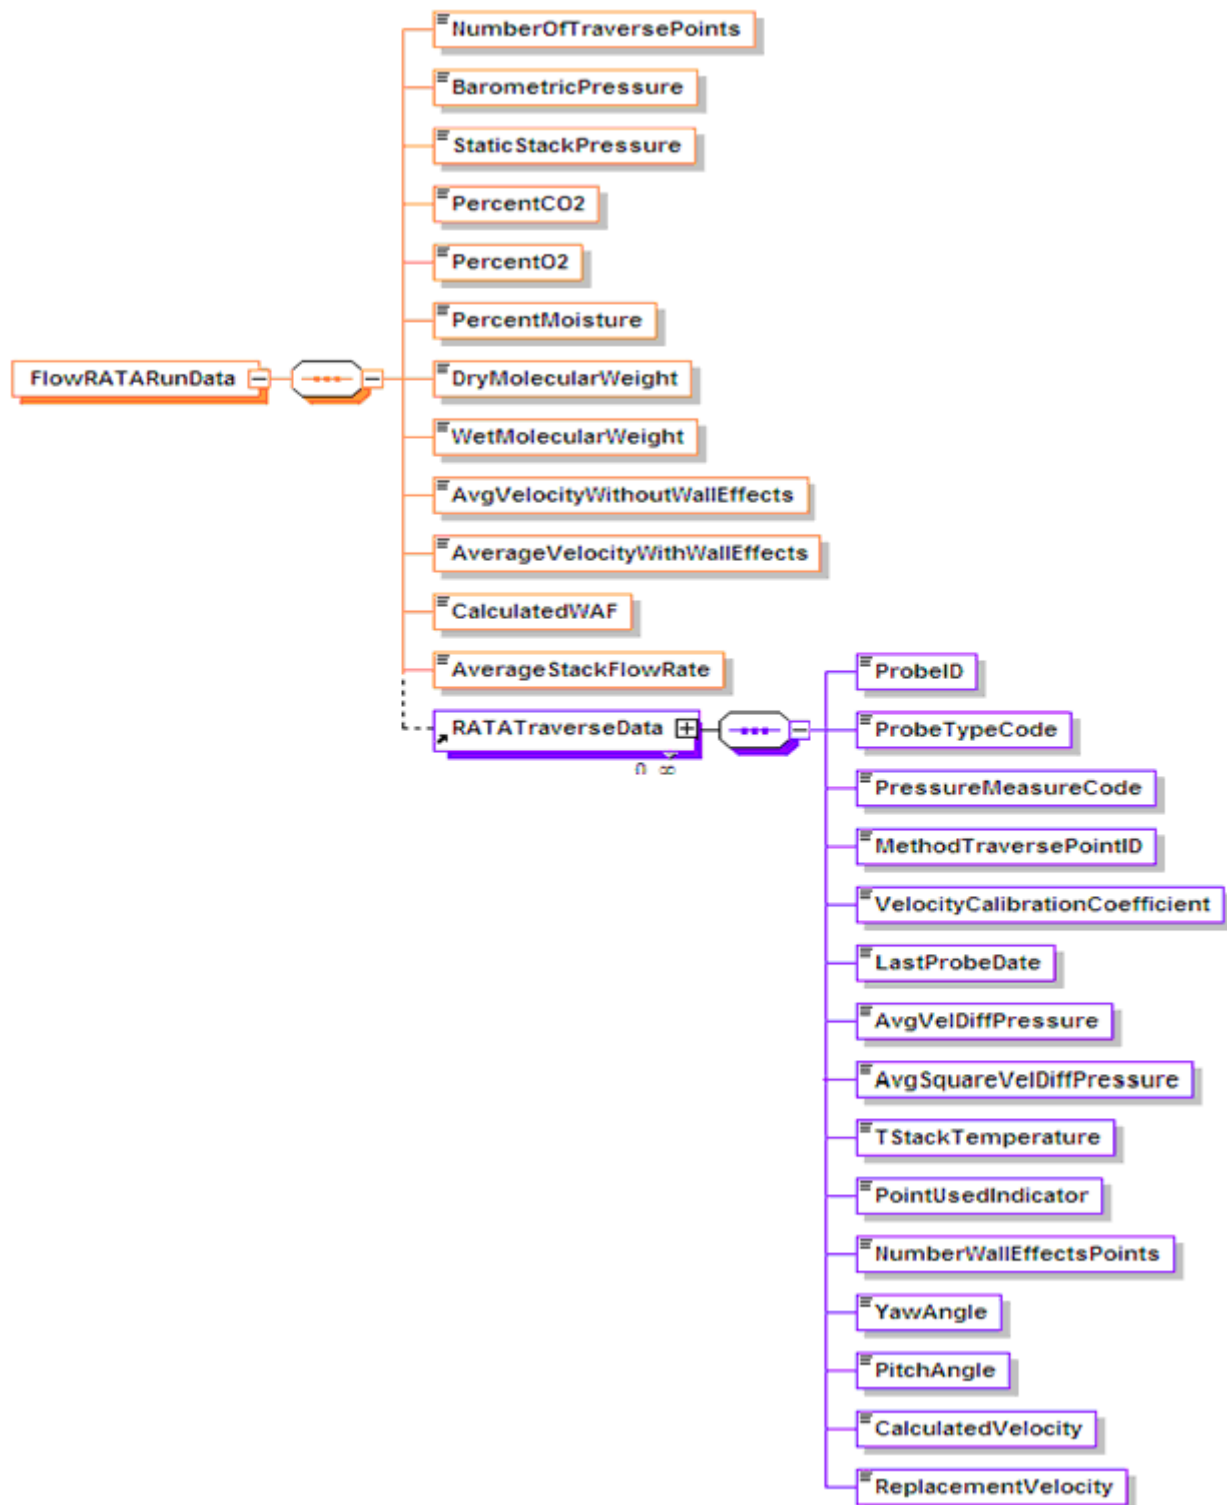 NumberOfTraversePoints
BarometricPressure
StaticStackPressure
PercentCO2
PercentO2
PercentMoisture
FlowRATARunData
DryMolecularWeight
WetMolecularWeight
AvgVelocityWithoutWallEffects
AverageVelocityWithWallEffects
CalculatedWAF
AverageStackFlowRate
RATATraverseData
ProbeID
ProbeTypeCode
PressureMeasureCode
MethodTraversePointID
VelocityCalibrationCoefficient
LastProbeDate
AvgVelDiffPressure
AvgSquareVelDiffPressure
TStackTemperature
PointUsedIndicator
NumberWallEffectsPoints
YawAngle
PitchAngle
CalculatedVelocity
ReplacementVelocity